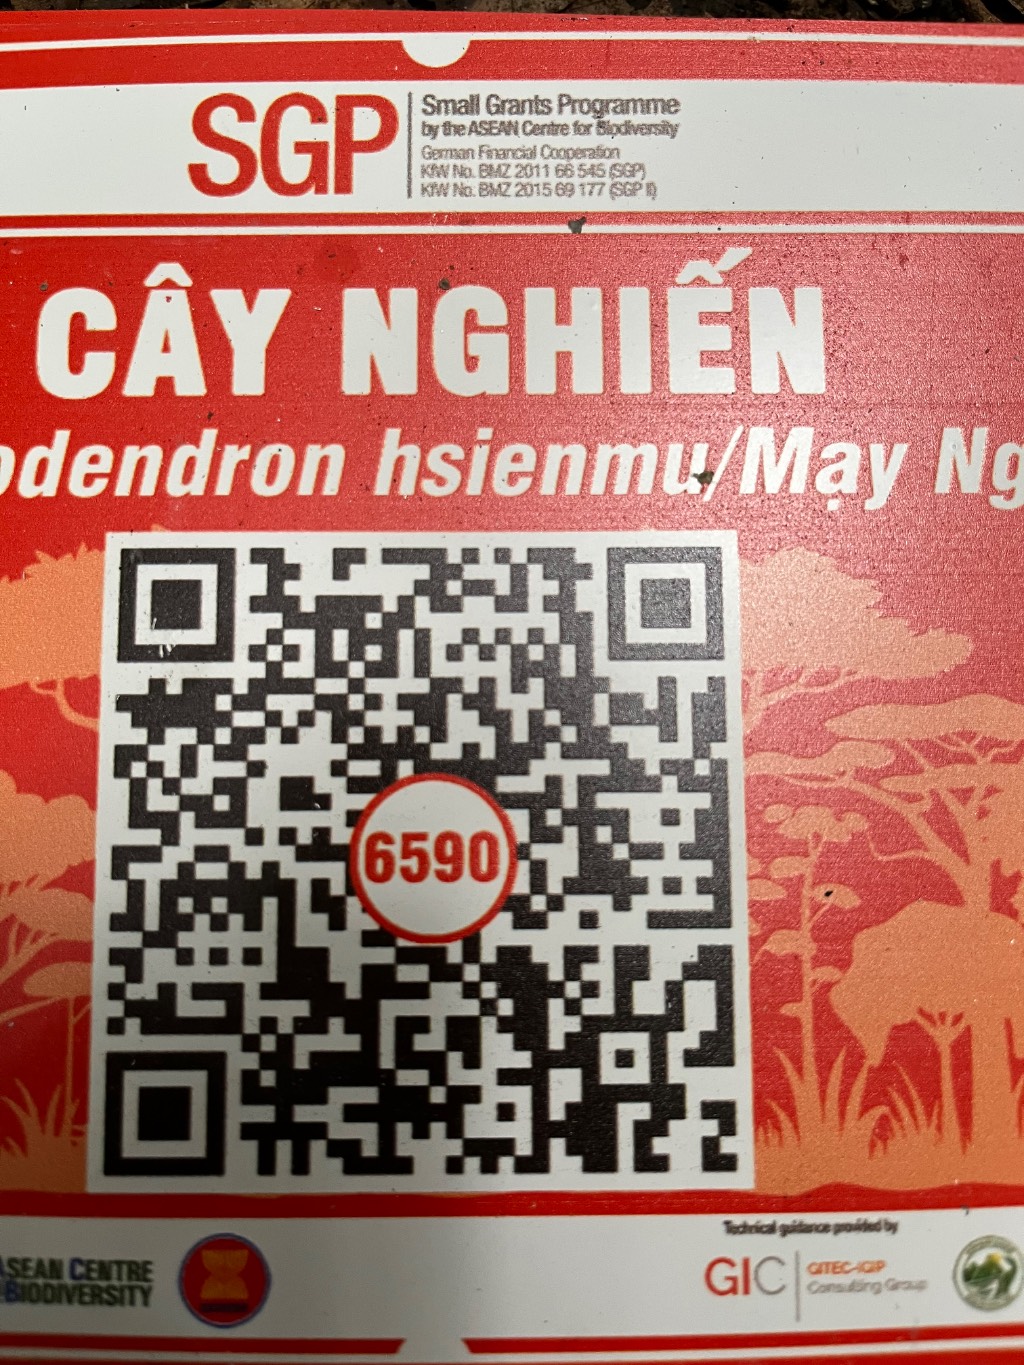 SGP
Small Grants Programme
by the ASEAN Centre for Biodiversity
German Financial Cooperation
KfW No. BMZ 2011 66 545 (SGP)
KfW No. BMZ 2015 69 177 (SGP II)
CÂY NGHIẾN
odendron hsienmu/Mạy Ng
6590
ASEAN CENTRE
BIODIVERSITY
Technical guidance provided by
GIC
GITEC-IGIP
Consulting Group